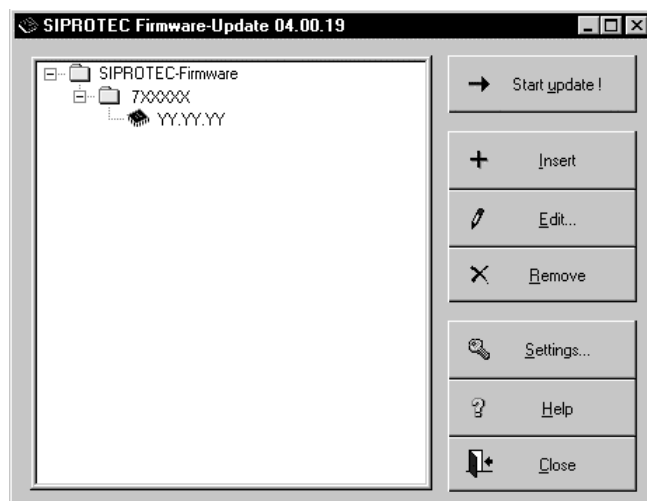 SIPROTEC Firmware-Update 04.00.19
SIPROTEC-Firmware
7XXXXX
YY.YY.YY
Start update !
Insert
Edit...
Remove
Settings...
Help
Close